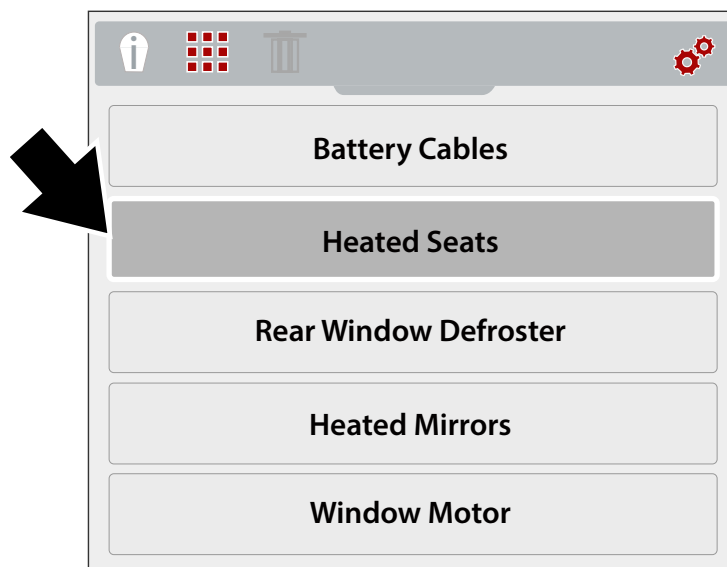 Battery Cables
Heated Seats
Rear Window Defroster
Heated Mirrors
Window Motor